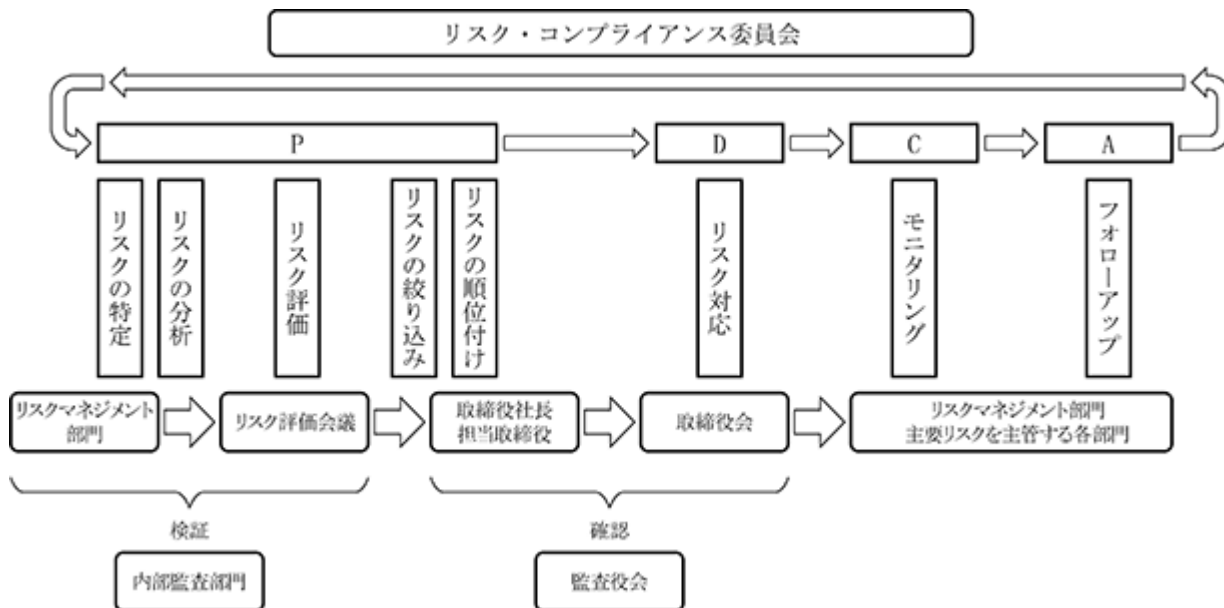 リスク・コンプライアンス委員会
P
D
C
A
リスクの特定
リスクの分析
リスク評価
リスクの絞り込み
リスクの順位付け
リスク対応
モニタリング
フォローアップ
リスクマネジメント
部門
リスク評価会議
取締役社長
担当取締役
取締役会
リスクマネジメント部門
主要リスクを主管する各部門
検証
確認
内部監査部門
監査役会